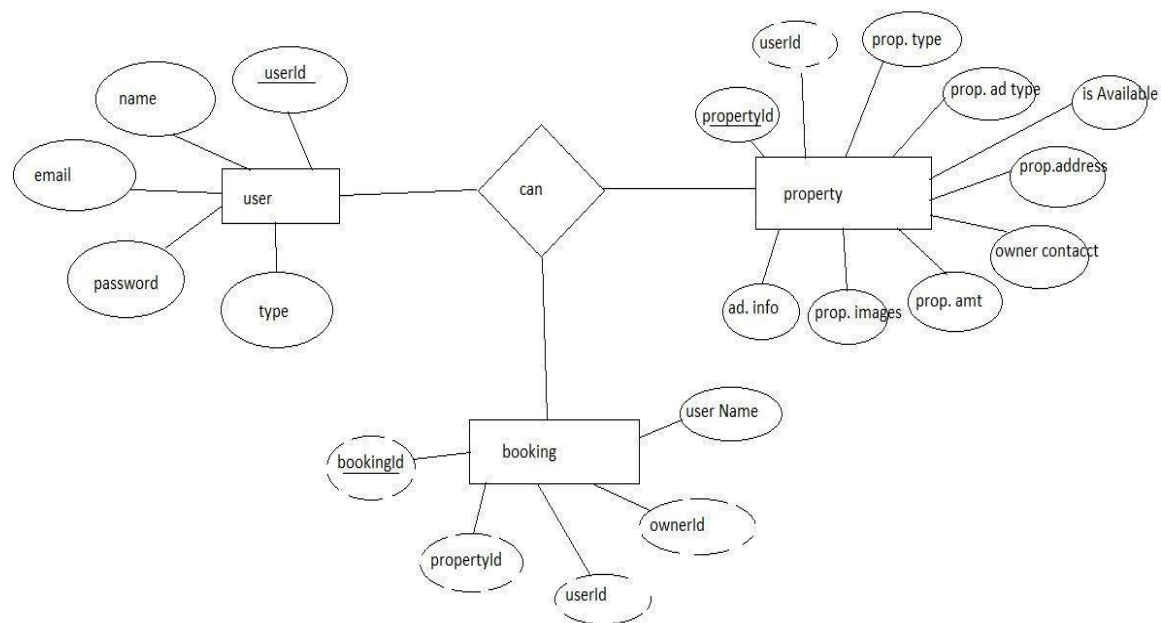 userId
name
email
user
password
type
can
userId
prop. type
prop. ad type
is Available
propertyId
prop.address
property
owner contacct
ad. info
prop. images
prop. amt
user Name
booking
bookingId
ownerId
propertyId
userId